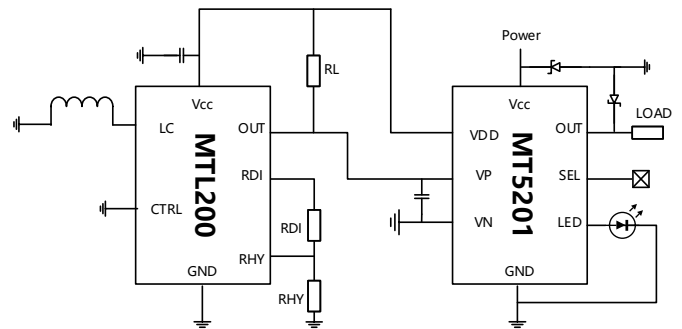 Power
RL
Vcc
Vcc
LOAD
LC
OUT
VDD
OUT
MTL200
MT5201
RDI
VP
SEL
CTRL
RDI
VN
LED
RHY
GND
GND
RHY